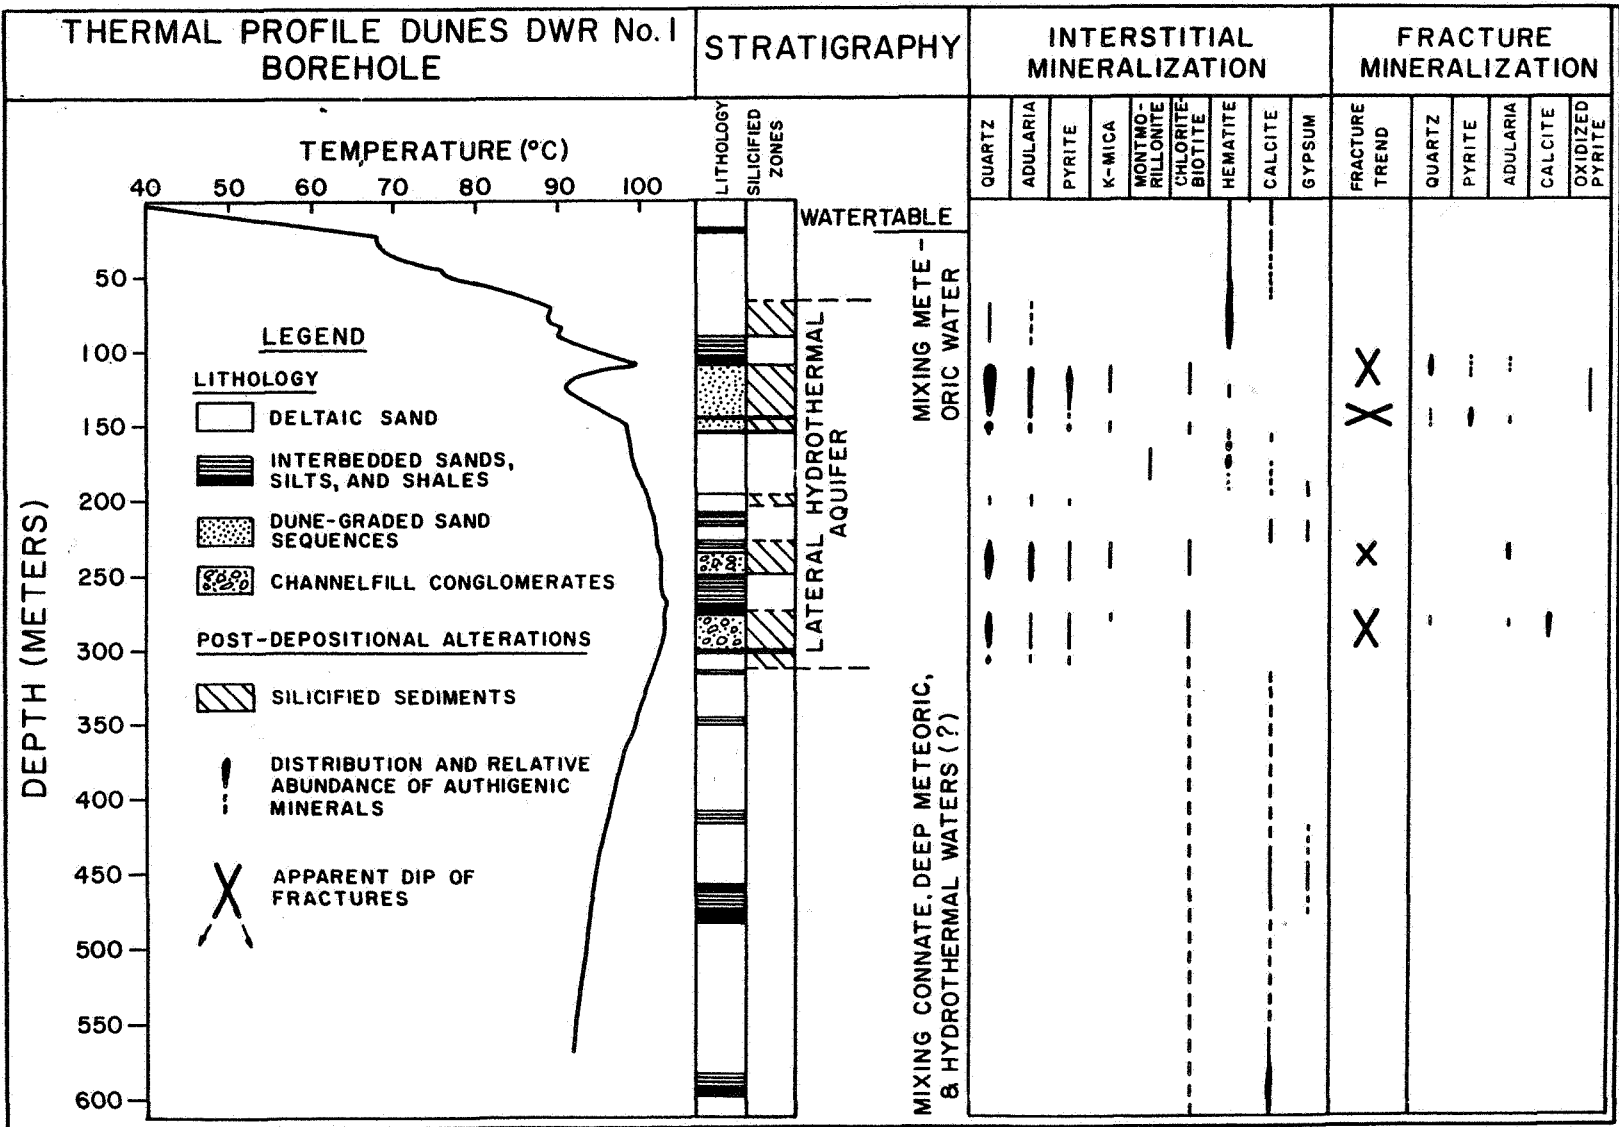 THERMAL PROFILE DUNES DWR No. 1
BOREHOLE
STRATIGRAPHY
INTERSTITIAL
MINERALIZATION
FRACTURE
MINERALIZATION
TEMPERATURE (°C)
40 50 60 70 80 90 100
LITHOLOGY
SILICIFIED
ZONES
QUARTZ
ADULARIA
PYRITE
K-MICA
MONTMO-
RILLONITE
CHLORITE-
BIOTITE
HEMATITE
CALCITE
GYPSUM
FRACTURE
TREND
QUARTZ
PYRITE
ADULARIA
CALCITE
OXIDIZED
PYRITE
WATERTABLE
DEPTH (METERS)
50
100
150
200
250
300
350
400
450
500
550
600
LEGEND
LITHOLOGY
DELTAIC SAND
INTERBEDDED SANDS,
SILTS, AND SHALES
DUNE-GRADED SAND
SEQUENCES
CHANNELFILL CONGLOMERATES
POST-DEPOSITIONAL ALTERATIONS
SILICIFIED SEDIMENTS
DISTRIBUTION AND RELATIVE
ABUNDANCE OF AUTHIGENIC
MINERALS
APPARENT DIP OF
FRACTURES
LATERAL HYDROTHERMAL
AQUIFER
MIXING METE-
ORIC WATER
MIXING CONNATE, DEEP METEORIC,
& HYDROTHERMAL WATERS (?)